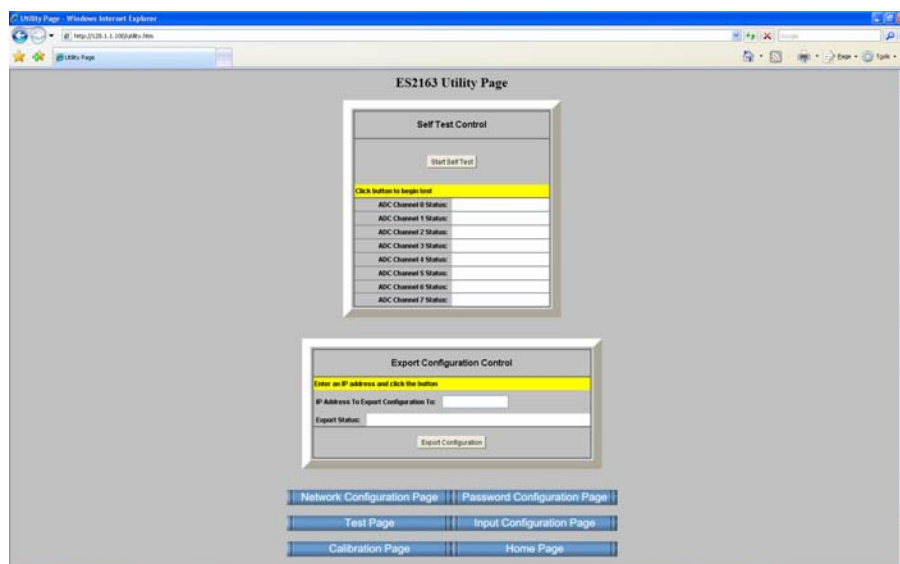 Utility Page - Windows Internet Explorer
http://128.1.1.100/utility.htm
Google
Utility Page
Page Tools
ES2163 Utility Page
Self Test Control
Start Self Test
Click button to begin test
ADC Channel 0 Status:
ADC Channel 1 Status:
ADC Channel 2 Status:
ADC Channel 3 Status:
ADC Channel 4 Status:
ADC Channel 5 Status:
ADC Channel 6 Status:
ADC Channel 7 Status:
Export Configuration Control
Enter an IP address and click the button
IP Address To Export Configuration To:
Export Status:
Export Configuration
Network Configuration Page Password Configuration Page
Test Page Input Configuration Page
Calibration Page Home Page